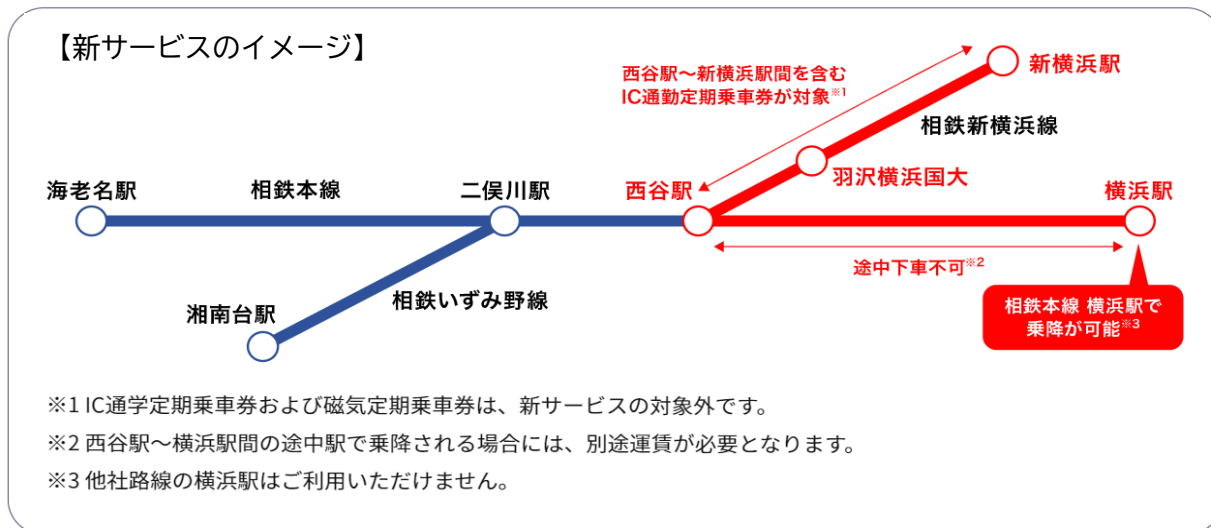 【新サービスのイメージ】
西谷駅～新横浜駅間を含む
IC通勤定期乗車券が対象※1
新横浜駅
相鉄新横浜線
羽沢横浜国大
海老名駅
相鉄本線
二俣川駅
西谷駅
横浜駅
途中下車不可※2
相鉄いずみ野線
湘南台駅
相鉄本線 横浜駅で
乗降が可能※3
※1 IC通学定期乗車券および磁気定期乗車券は、新サービスの対象外です。
※2 西谷駅～横浜駅間の途中駅で乗降される場合には、別途運賃が必要となります。
※3 他社路線の横浜駅はご利用いただけません。